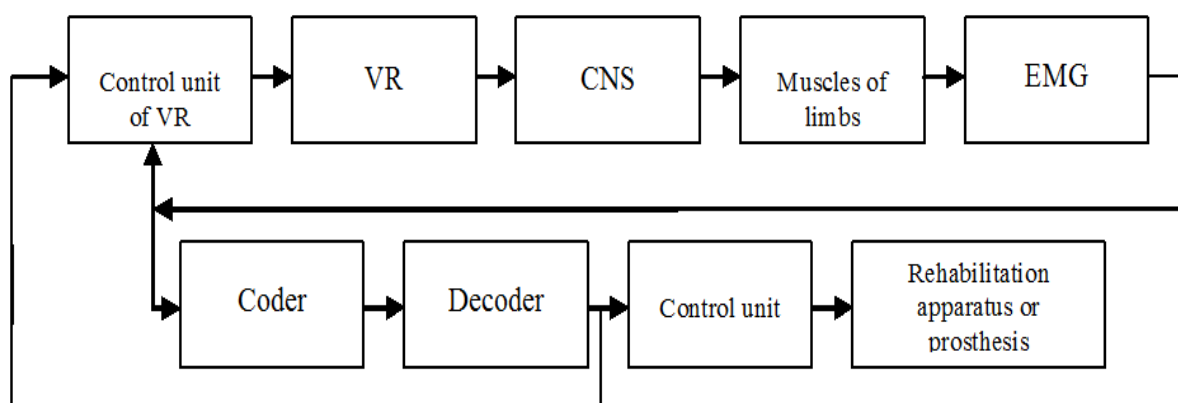 Control unit
of VR
VR
CNS
Muscles of
limbs
EMG
Coder
Decoder
Control unit
Rehabilitation
apparatus or
prosthesis